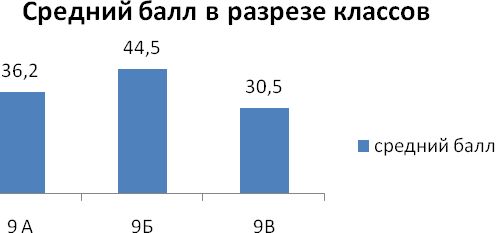 Средний балл в разрезе классов
36,2
44,5
30,5
средний балл
9 А
9Б
9В